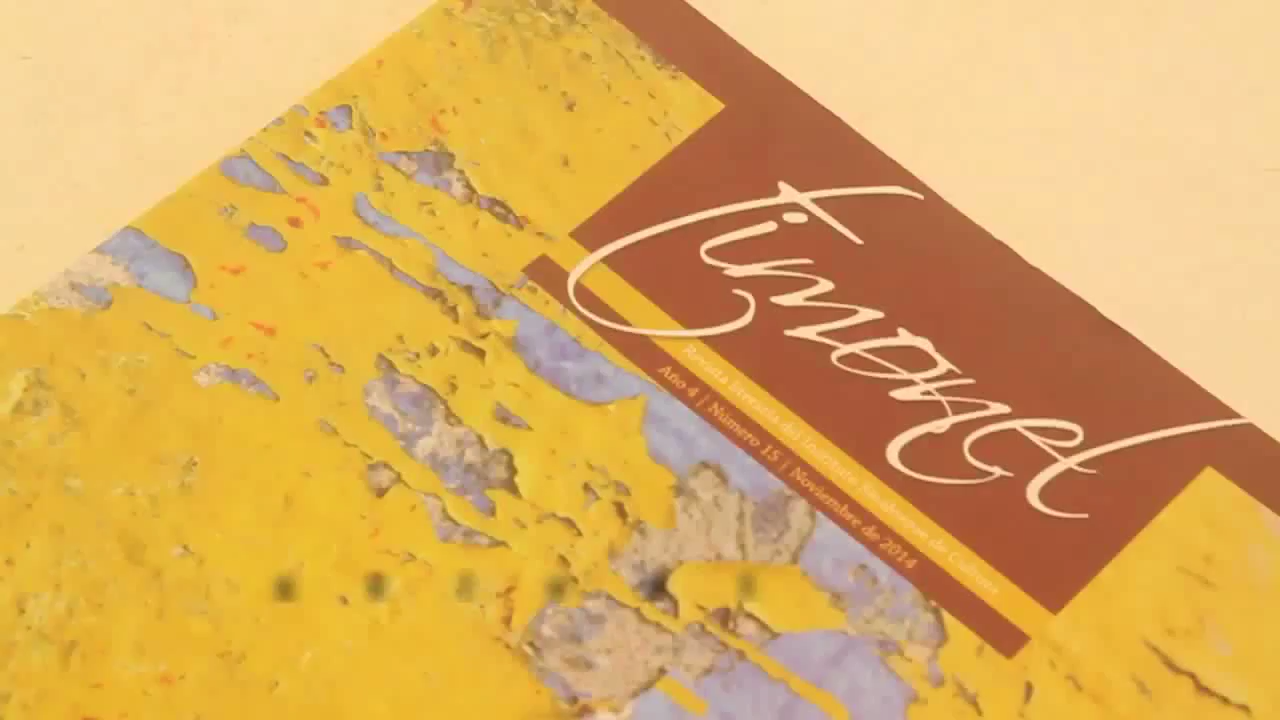 timonel
Revista literaria del Instituto Sinaloense de Cultura
Año 4 | Número 15 | Noviembre de 2014